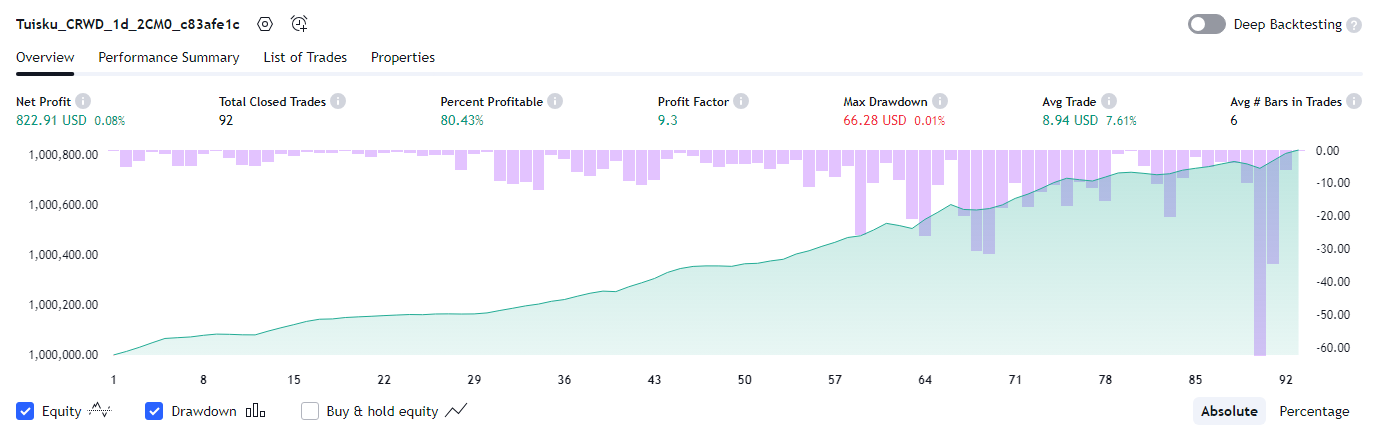 Tuisku_CRWD_1d_2CM0_c83afe1c Deep Backtesting ?
Overview Performance Summary List of Trades Properties
Net Profit Total Closed Trades Percent Profitable Profit Factor Max Drawdown Avg Trade Avg # Bars in Trades
822.91 USD 0.08% 92 80.43% 9.3 66.28 USD 0.01% 8.94 USD 7.61% 6
1,000,800.00 0.00
-10.00
1,000,600.00 -20.00
1,000,400.00 -30.00
-40.00
1,000,200.00 -50.00
1,000,000.00 -60.00
1 8 15 22 29 36 43 50 57 64 71 78 85 92
Equity Drawdown Buy & hold equity Absolute Percentage